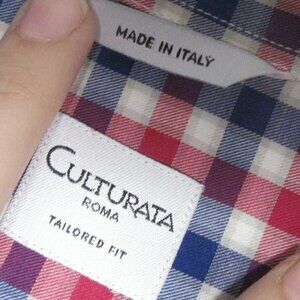 MADE IN ITALY
CULTURATA
ROMA
TAILORED FIT